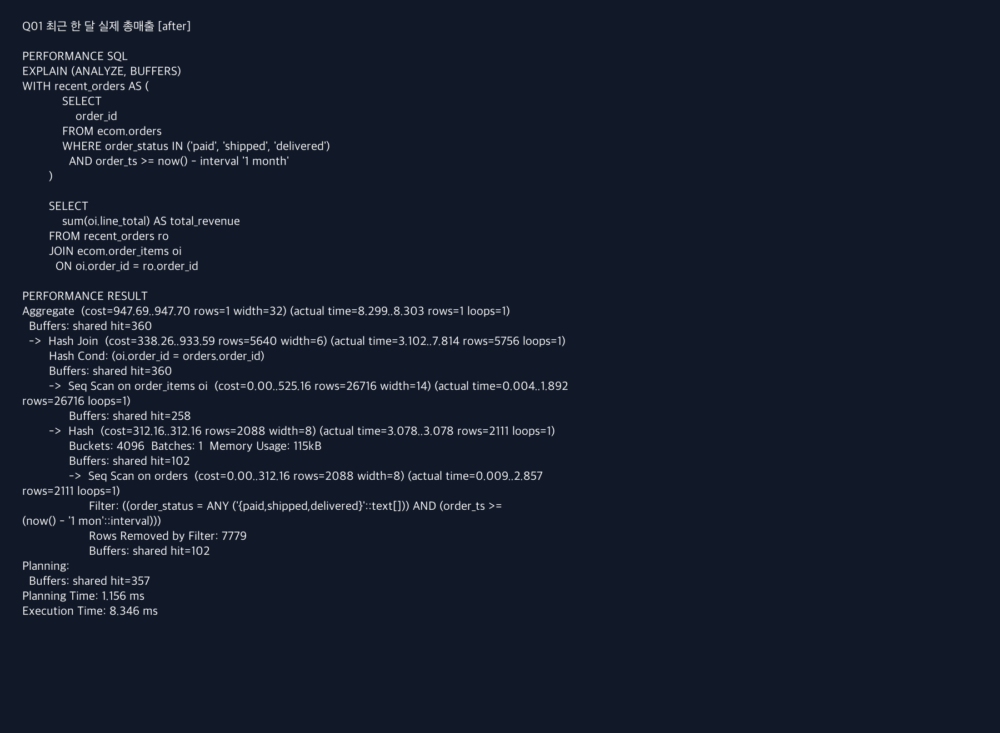 Q01 최근 한 달 실제 총매출 [after]
PERFORMANCE SQL
EXPLAIN (ANALYZE, BUFFERS)
WITH recent_orders AS (
SELECT
order_id
FROM ecom.orders
WHERE order_status IN ('paid', 'shipped', 'delivered')
AND order_ts >= now() - interval '1 month'
)
SELECT
sum(oi.line_total) AS total_revenue
FROM recent_orders ro
JOIN ecom.order_items oi
ON oi.order_id = ro.order_id
PERFORMANCE RESULT
Aggregate  (cost=947.69..947.70 rows=1 width=32) (actual time=8.299..8.303 rows=1 loops=1)
Buffers: shared hit=360
->  Hash Join  (cost=338.26..933.59 rows=5640 width=6) (actual time=3.102..7.814 rows=5756 loops=1)
Hash Cond: (oi.order_id = orders.order_id)
Buffers: shared hit=360
->  Seq Scan on order_items oi  (cost=0.00..525.16 rows=26716 width=14) (actual time=0.004..1.892
rows=26716 loops=1)
Buffers: shared hit=258
->  Hash  (cost=312.16..312.16 rows=2088 width=8) (actual time=3.078..3.078 rows=2111 loops=1)
Buckets: 4096  Batches: 1  Memory Usage: 115kB
Buffers: shared hit=102
->  Seq Scan on orders  (cost=0.00..312.16 rows=2088 width=8) (actual time=0.009..2.857
rows=2111 loops=1)
Filter: ((order_status = ANY ('{paid,shipped,delivered}'::text[])) AND (order_ts >=
(now() - '1 mon'::interval)))
Rows Removed by Filter: 7779
Buffers: shared hit=102
Planning:
Buffers: shared hit=357
Planning Time: 1.156 ms
Execution Time: 8.346 ms